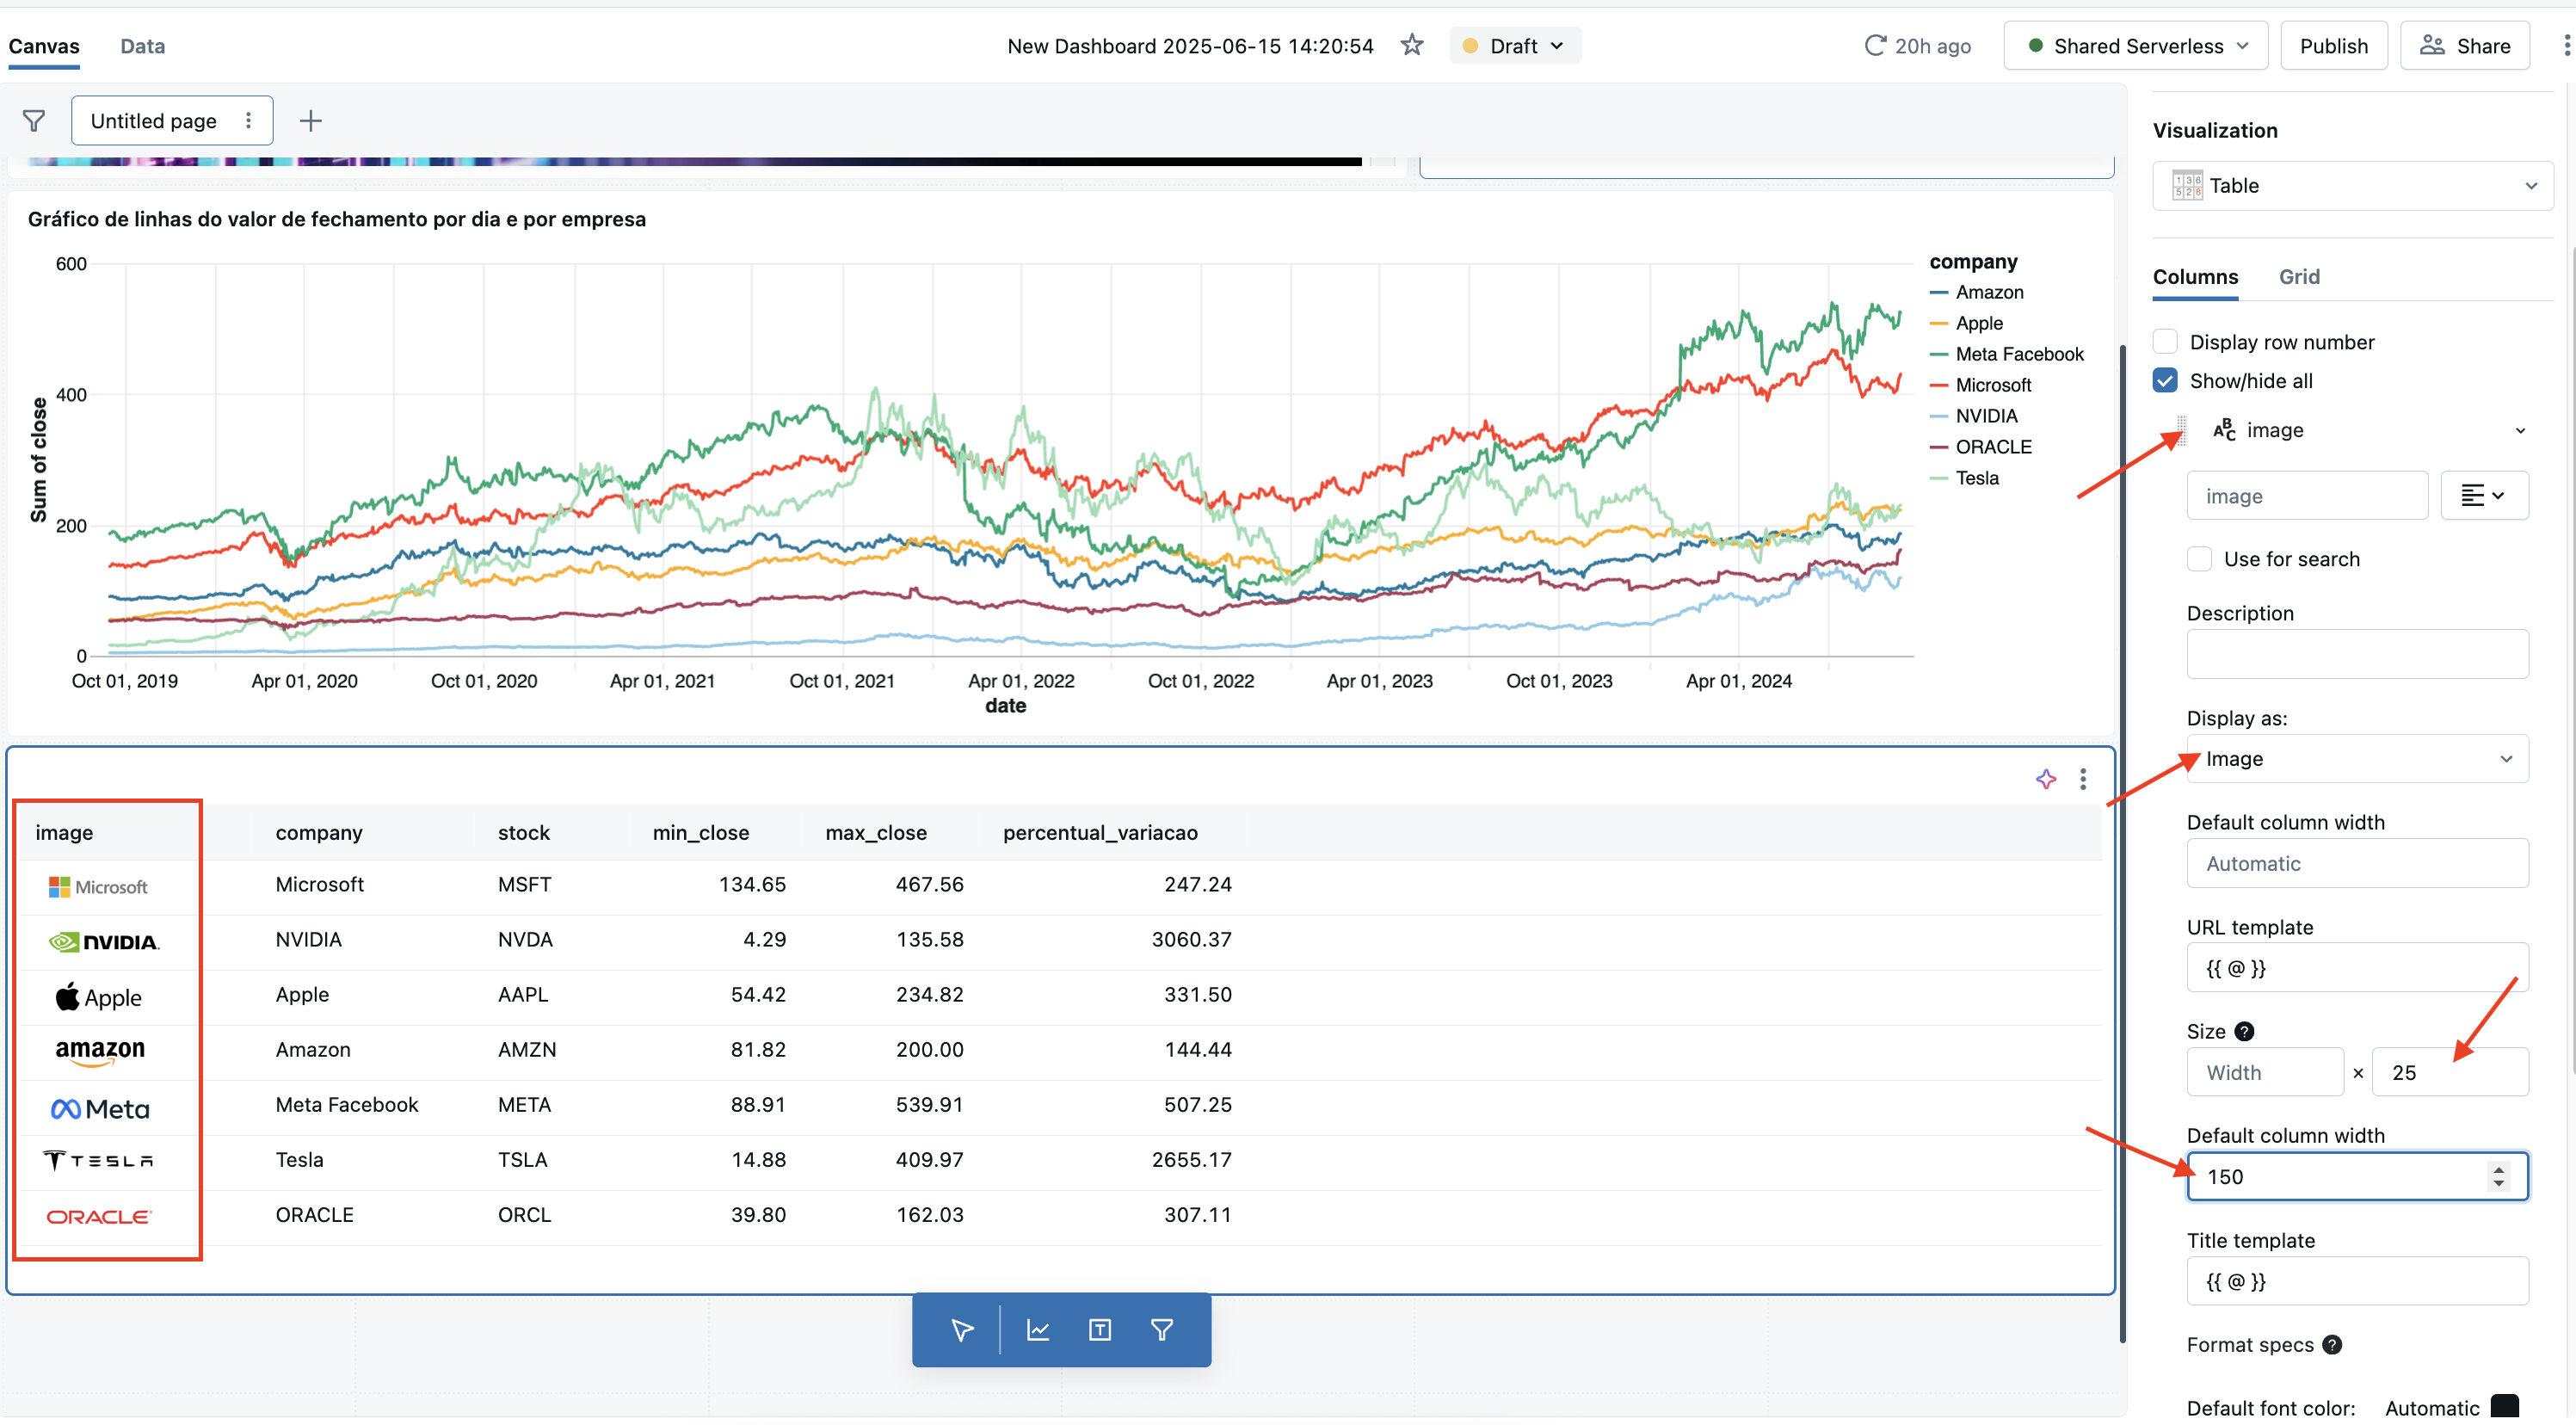 Canvas
Data
New Dashboard 2025-06-15 14:20:54
Draft
20h ago
Shared Serverless
Publish
Share
Untitled page
Gráfico de linhas do valor de fechamento por dia e por empresa
600
400
200
0
Sum of close
Oct 01, 2019
Apr 01, 2020
Oct 01, 2020
Apr 01, 2021
Oct 01, 2021
Apr 01, 2022
Oct 01, 2022
Apr 01, 2023
Oct 01, 2023
Apr 01, 2024
date
company
Amazon
Apple
Meta Facebook
Microsoft
NVIDIA
ORACLE
Tesla
image company stock min_close max_close percentual_variacao
Microsoft Microsoft MSFT 134.65 467.56 247.24
NVIDIA. NVIDIA NVDA 4.29 135.58 3060.37
Apple Apple AAPL 54.42 234.82 331.50
amazon Amazon AMZN 81.82 200.00 144.44
Meta Meta Facebook META 88.91 539.91 507.25
TESLA Tesla TSLA 14.88 409.97 2655.17
ORACLE ORACLE ORCL 39.80 162.03 307.11
Visualization
136
528
Table
Columns
Grid
Display row number
Show/hide all
ABC image
image
Use for search
Description
Display as:
Image
Default column width
Automatic
URL template
{{ @ }}
Size ?
Width × 25
Default column width
150
Title template
{{ @ }}
Format specs ?
Default font color: Automatic